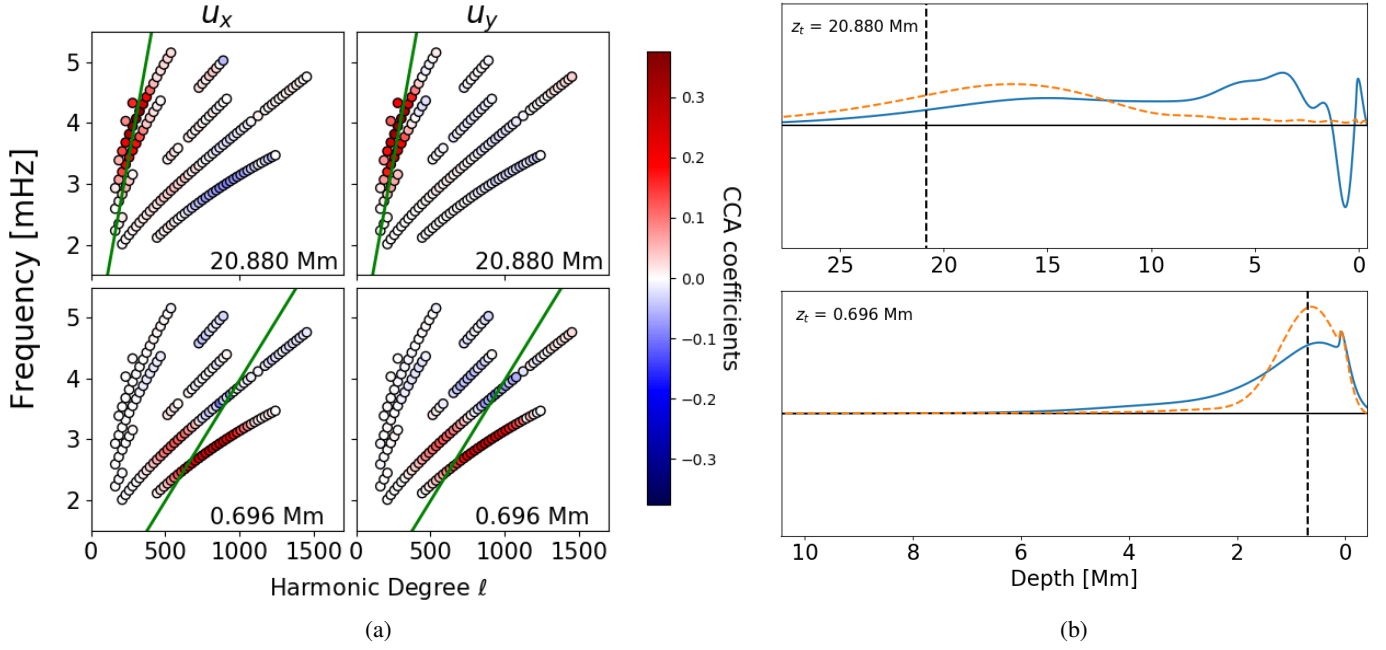 u_x
u_y
Frequency [mHz]
5
4
3
2
20.880 Mm
20.880 Mm
5
4
3
2
0.696 Mm
0.696 Mm
0 500 1000 1500
0 500 1000 1500
Harmonic Degree ℓ
0.3
0.2
0.1
0.0
−0.1
−0.2
−0.3
CCA coefficients
(a)
z_t = 20.880 Mm
25 20 15 10 5 0
z_t = 0.696 Mm
10 8 6 4 2 0
Depth [Mm]
(b)